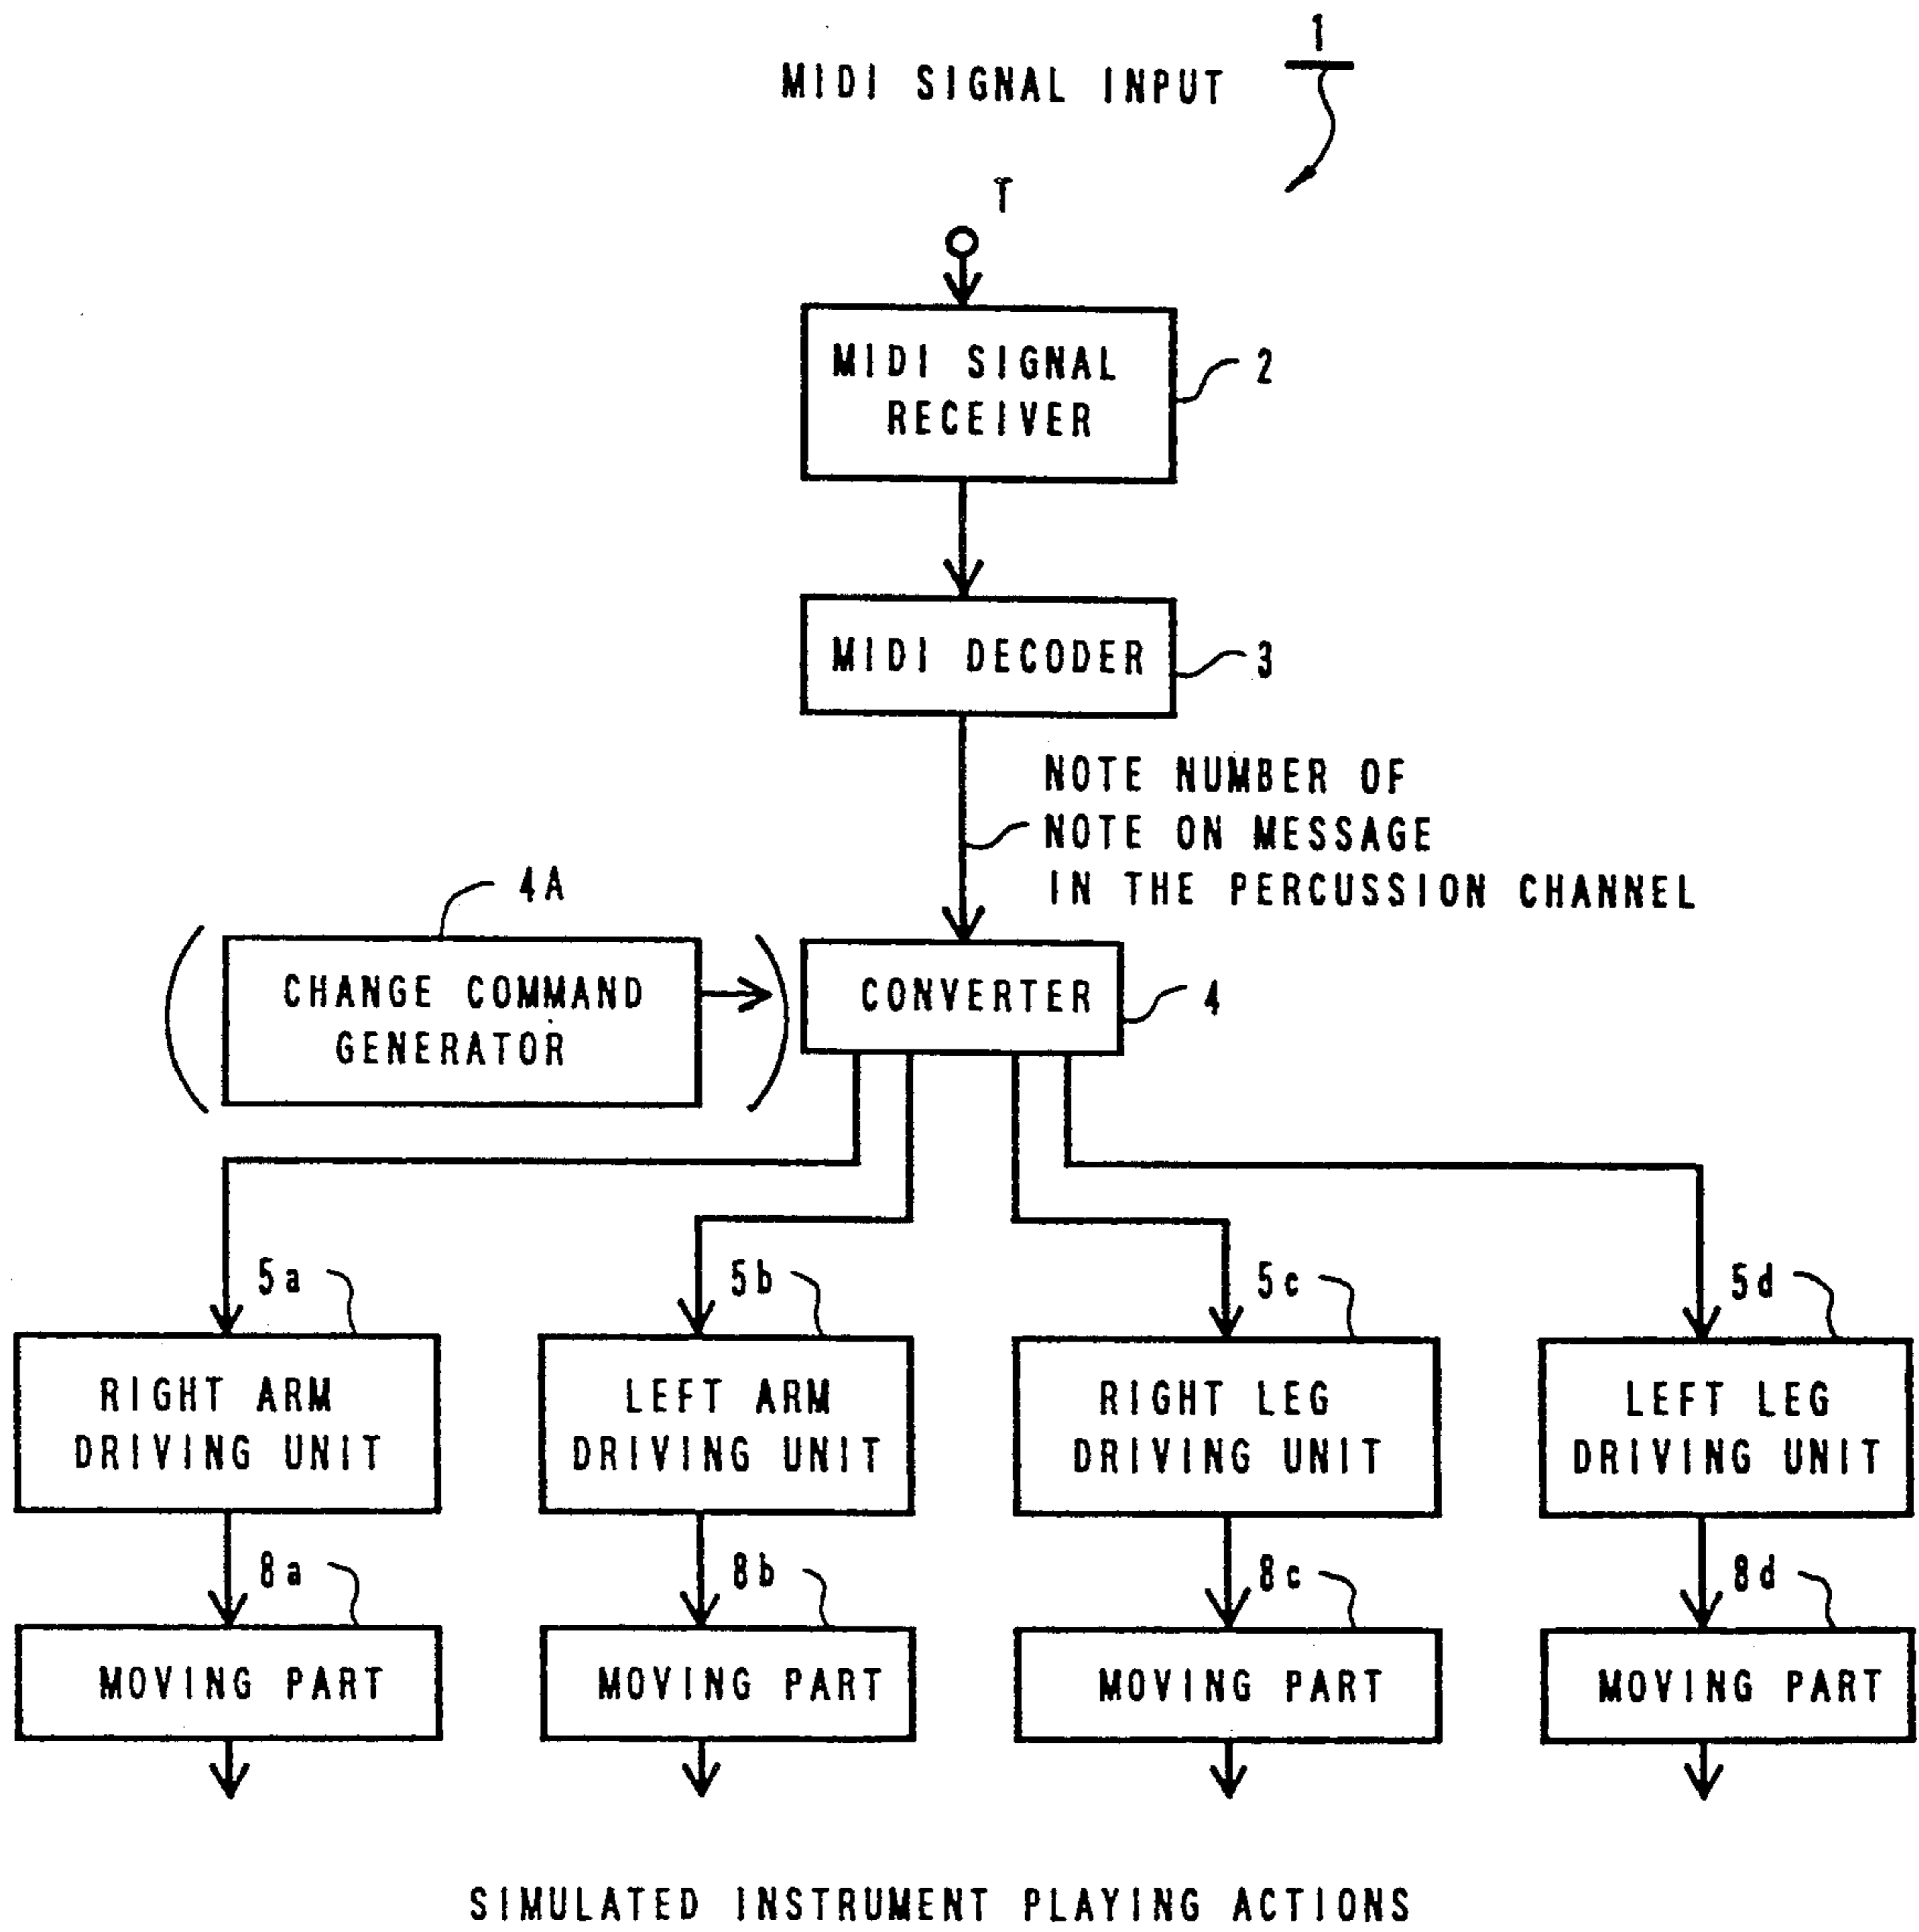 MIDI SIGNAL INPUT
1
T
MIDI SIGNAL
RECEIVER
2
MIDI DECODER
3
NOTE NUMBER OF
NOTE ON MESSAGE
IN THE PERCUSSION CHANNEL
4A
CHANGE COMMAND
GENERATOR
CONVERTER
4
5a
5b
5c
5d
RIGHT ARM
DRIVING UNIT
LEFT ARM
DRIVING UNIT
RIGHT LEG
DRIVING UNIT
LEFT LEG
DRIVING UNIT
8a
8b
8c
8d
MOVING PART
MOVING PART
MOVING PART
MOVING PART
SIMULATED INSTRUMENT PLAYING ACTIONS